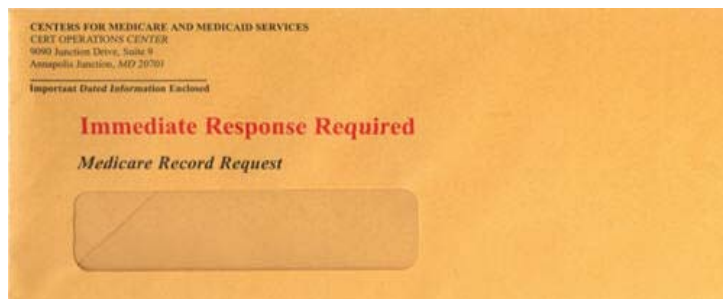 CENTERS FOR MEDICARE AND MEDICAID SERVICES
CERT OPERATIONS CENTER
9090 Junction Drive, Suite 9
Annapolis Junction, MD 20701
Important Dated Information Enclosed
Immediate Response Required
Medicare Record Request